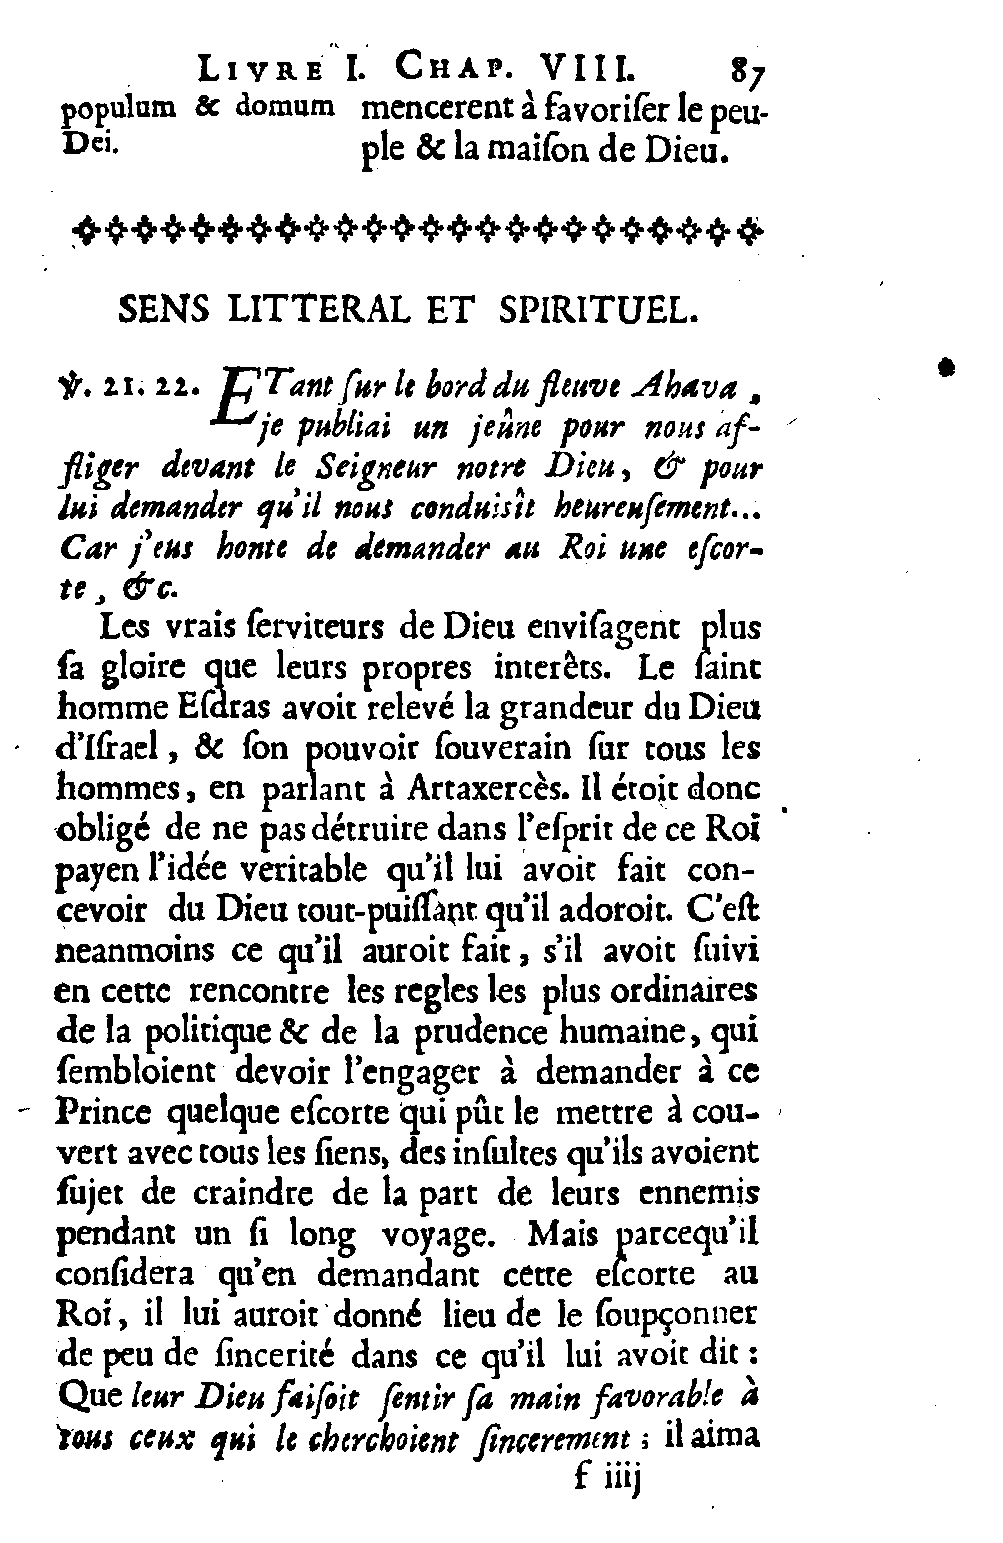 LIVRE I. CHAP. VIII. 87
populum & domum
Dei.
mencerent à favoriſer le peu-
ple & la maiſon de Dieu.
SENS LITTERAL ET SPIRITUEL.
℣. 21. 22. ETant ſur le bord du fleuve Ahava,
je publiai un jeûne pour nous af-
fliger devant le Seigneur notre Dieu, & pour
lui demander qu'il nous conduisît heureuſement...
Car j'eus honte de demander au Roi une eſcor-
te, &c.
Les vrais ſerviteurs de Dieu enviſagent plus
ſa gloire que leurs propres interêts. Le ſaint
homme Eſdras avoit relevé la grandeur du Dieu
d'Iſrael, & ſon pouvoir ſouverain ſur tous les
hommes, en parlant à Artaxercès. Il étoit donc
obligé de ne pas détruire dans l'eſprit de ce Roi
payen l'idée veritable qu'il lui avoit fait con-
cevoir du Dieu tout-puiſſant qu'il adoroit. C'eſt
neanmoins ce qu'il auroit fait, s'il avoit ſuivi
en cette rencontre les regles les plus ordinaires
de la politique & de la prudence humaine, qui
ſembloient devoir l'engager à demander à ce
Prince quelque eſcorte qui pût le mettre à cou-
vert avec tous les ſiens, des inſultes qu'ils avoient
ſujet de craindre de la part de leurs ennemis
pendant un ſi long voyage. Mais parcequ'il
conſidera qu'en demandant cette eſcorte au
Roi, il lui auroit donné lieu de le ſoupçonner
de peu de ſincerité dans ce qu'il lui avoit dit :
Que leur Dieu faiſoit ſentir ſa main favorable à
tous ceux qui le cherchoient ſincerement ; il aima
f iiij